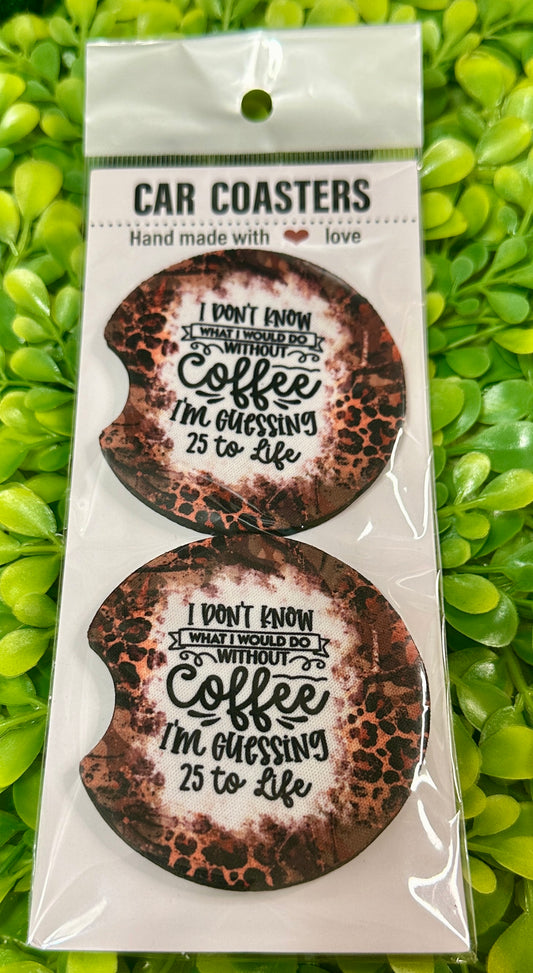 CAR COASTERS
Hand made with ❤ love
I DON'T KNOW
WHAT I WOULD DO
WITHOUT
Coffee
I'M GUESSING
25 to Life
I DON'T KNOW
WHAT I WOULD DO
WITHOUT
Coffee
I'M GUESSING
25 to Life